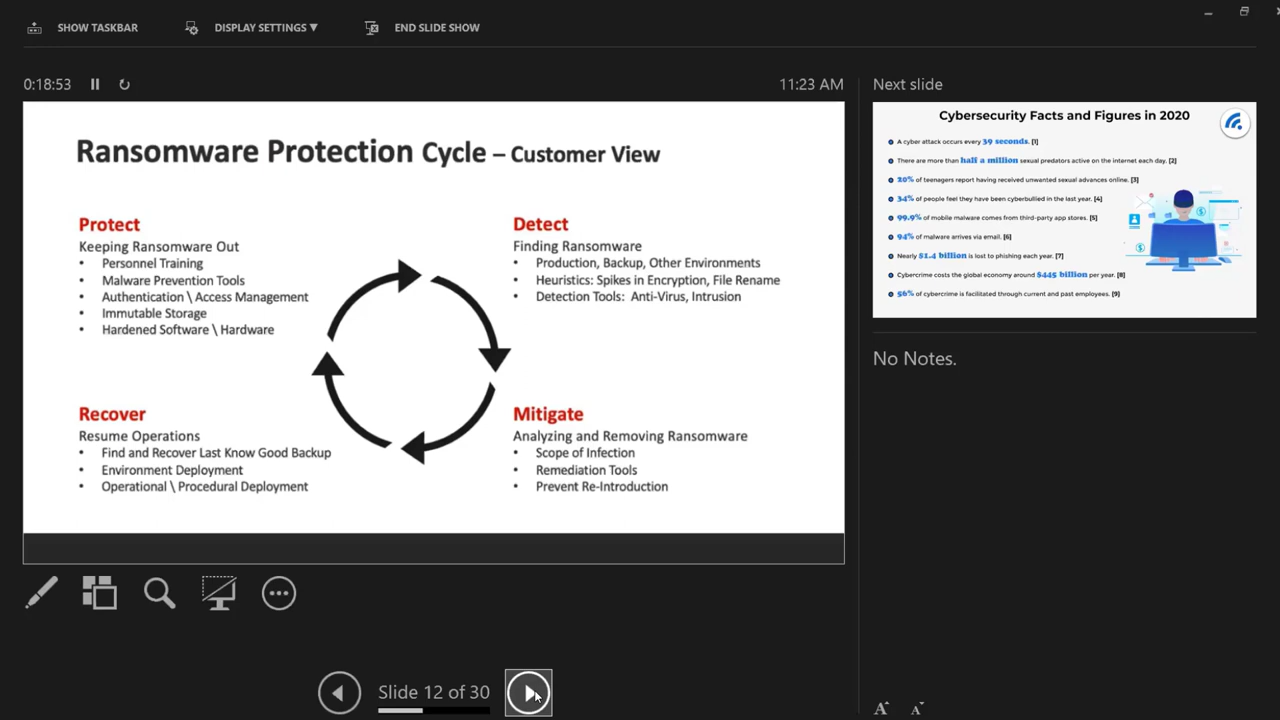 SHOW TASKBAR
DISPLAY SETTINGS ▼
END SLIDE SHOW
0:18:53
11:23 AM
Ransomware Protection Cycle – Customer View
Protect
Keeping Ransomware Out
• Personnel Training
• Malware Prevention Tools
• Authentication \ Access Management
• Immutable Storage
• Hardened Software \ Hardware
Detect
Finding Ransomware
• Production, Backup, Other Environments
• Heuristics: Spikes in Encryption, File Rename
• Detection Tools: Anti-Virus, Intrusion
Recover
Resume Operations
• Find and Recover Last Know Good Backup
• Environment Deployment
• Operational \ Procedural Deployment
Mitigate
Analyzing and Removing Ransomware
• Scope of Infection
• Remediation Tools
• Prevent Re-Introduction
Slide 12 of 30
Next slide
Cybersecurity Facts and Figures in 2020
A cyber attack occurs every 39 seconds. [1]
There are more than half a million sexual predators active on the internet each day. [2]
20% of teenagers report having received unwanted sexual advances online. [3]
34% of people feel they have been cyberbullied in the last year. [4]
99.9% of mobile malware comes from third-party app stores. [5]
94% of malware arrives via email. [6]
Nearly $1.4 billion is lost to phishing each year. [7]
Cybercrime costs the global economy around $445 billion per year. [8]
56% of cybercrime is facilitated through current and past employees. [9]
No Notes.
A A